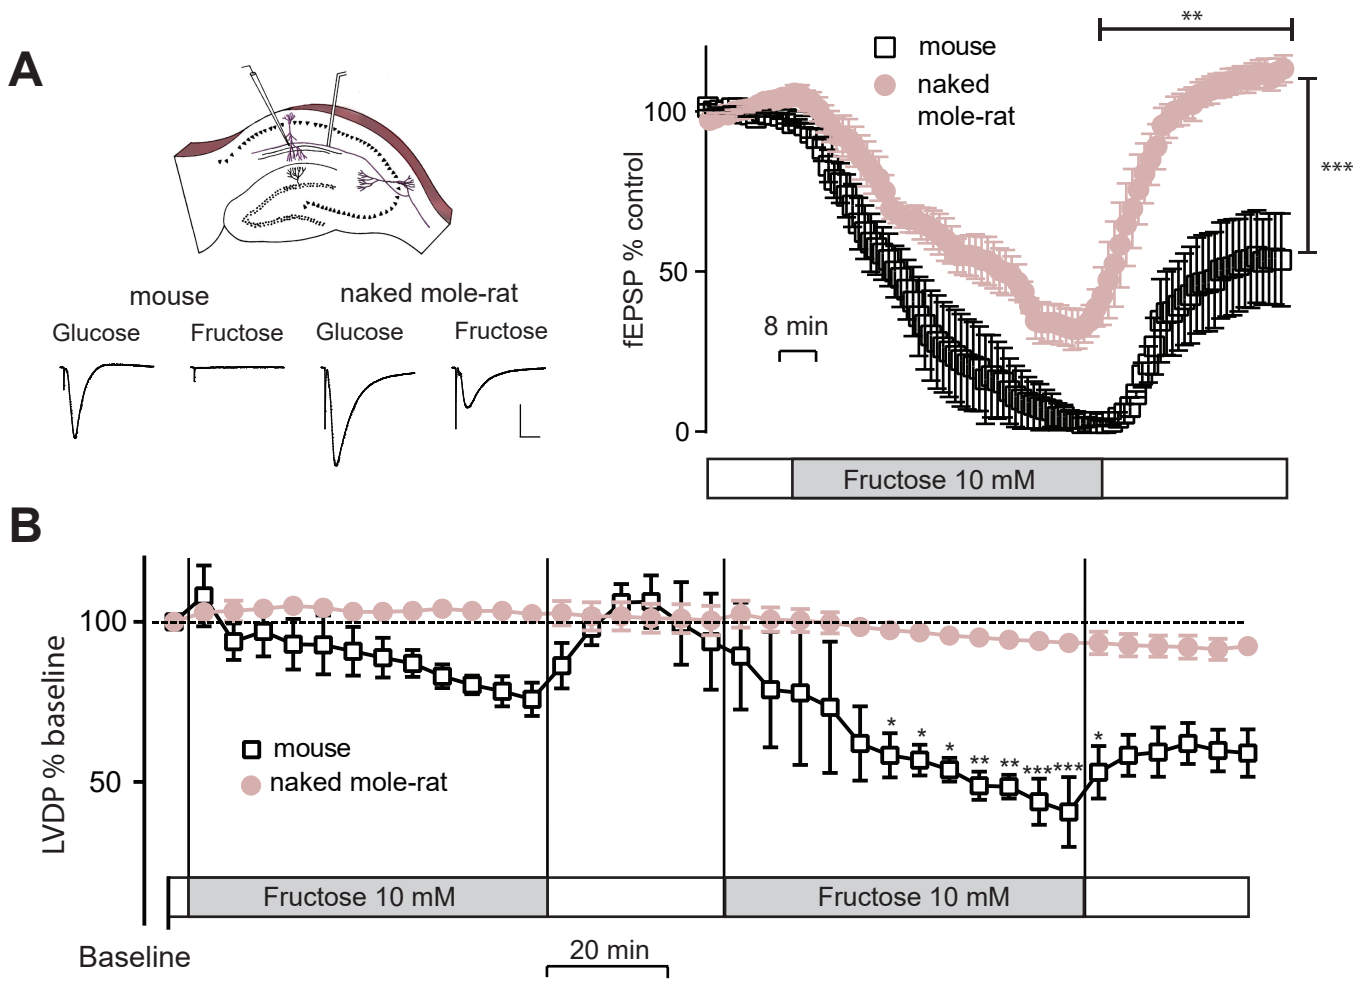 A
mouse
naked mole-rat
Glucose
Fructose
Glucose
Fructose
**
mouse
naked
mole-rat
***
fEPSP % control
100
50
0
8 min
Fructose 10 mM
B
LVDP % baseline
100
50
mouse
naked mole-rat
*
*
*
**
**
***
***
*
Fructose 10 mM
Fructose 10 mM
Baseline
20 min